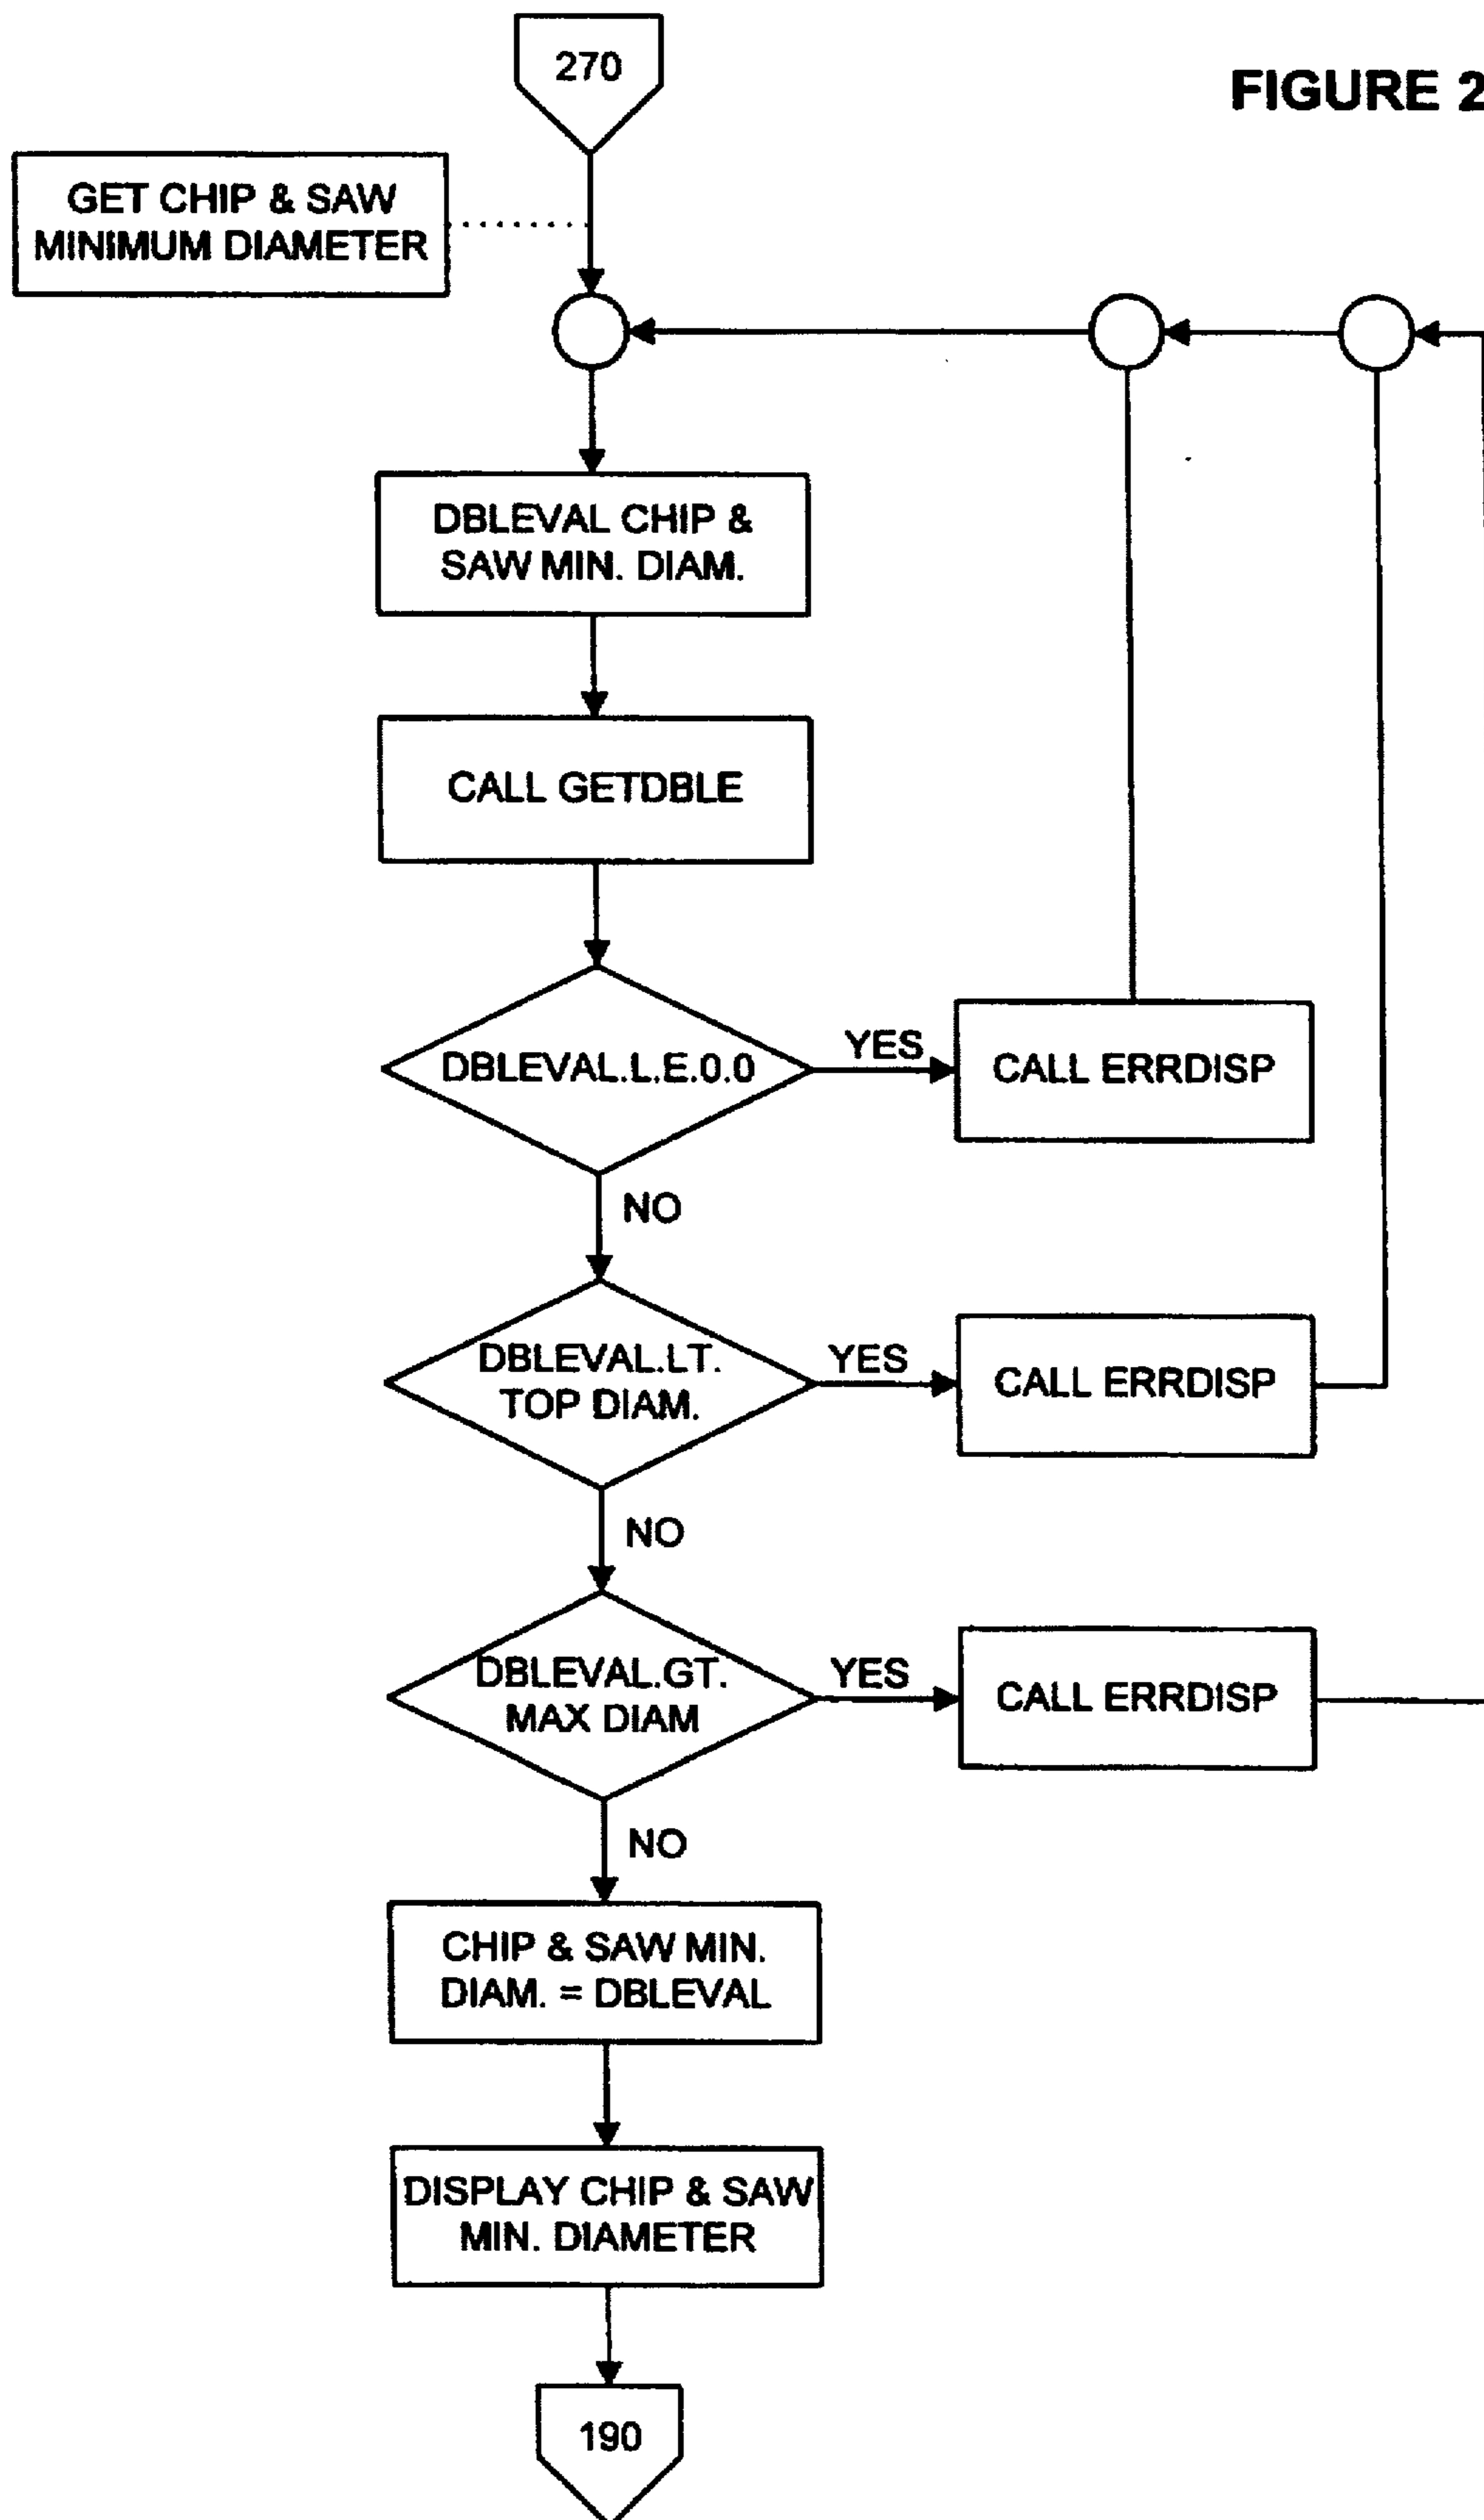 270
FIGURE 2
GET CHIP & SAW
MINIMUM DIAMETER
DBLEVAL CHIP &
SAW MIN. DIAM.
CALL GETDBLE
DBLEVAL.L.E.0.0
YES
CALL ERRDISP
NO
DBLEVAL.LT.
TOP DIAM.
YES
CALL ERRDISP
NO
DBLEVAL.GT.
MAX DIAM
YES
CALL ERRDISP
NO
CHIP & SAW MIN.
DIAM. = DBLEVAL
DISPLAY CHIP & SAW
MIN. DIAMETER
190